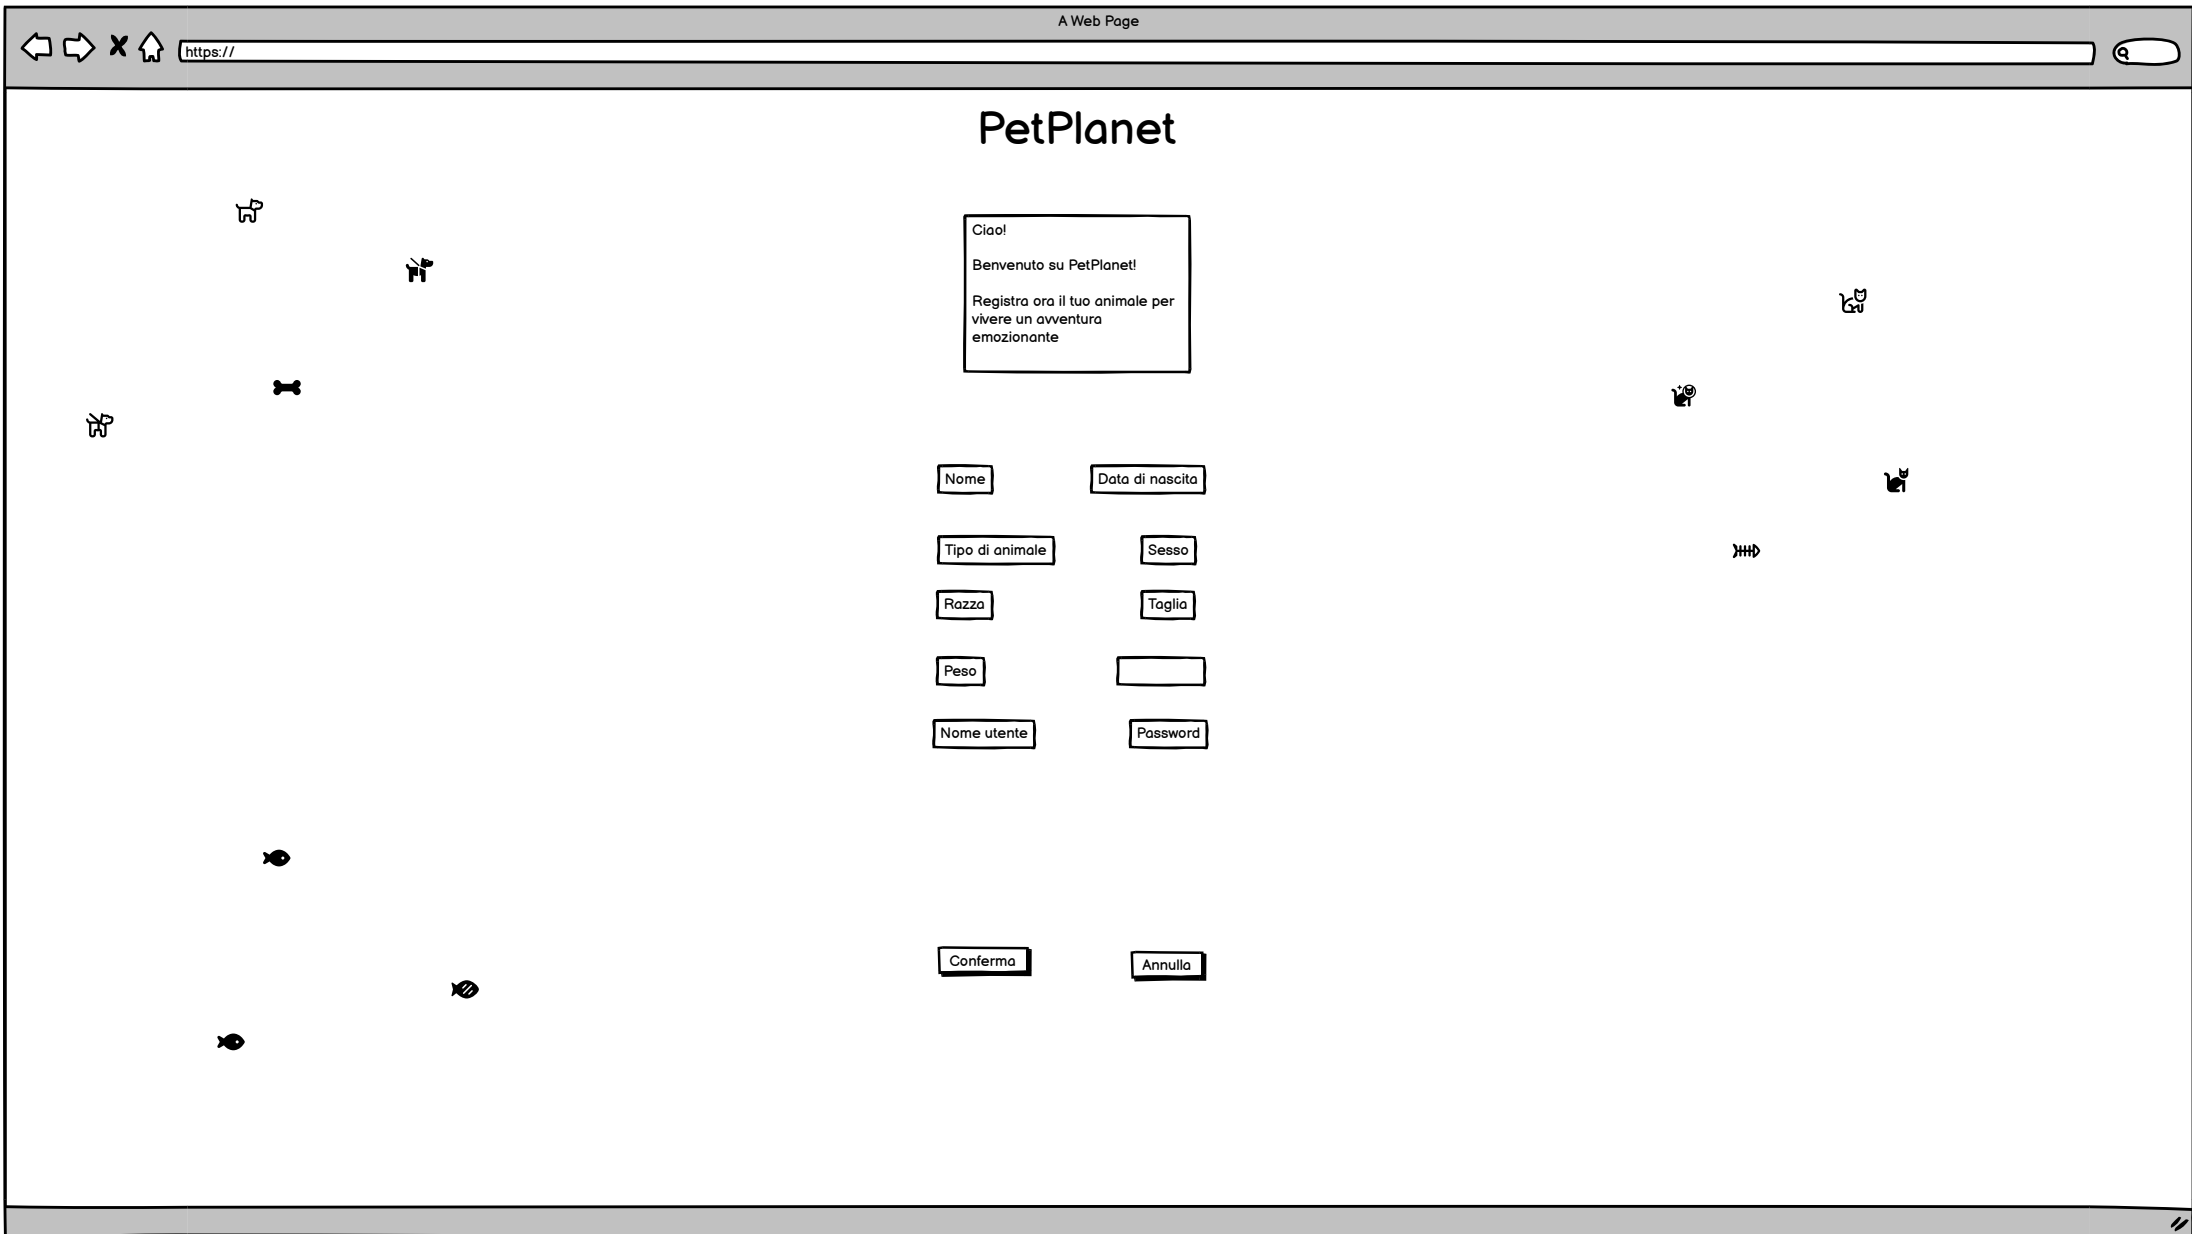 A Web Page
https://
PetPlanet
Ciao!
Benvenuto su PetPlanet!
Registra ora il tuo animale per
vivere un avventura
emozionante
Nome
Data di nascita
Tipo di animale
Sesso
Razza
Taglia
Peso
Nome utente
Password
Conferma
Annulla